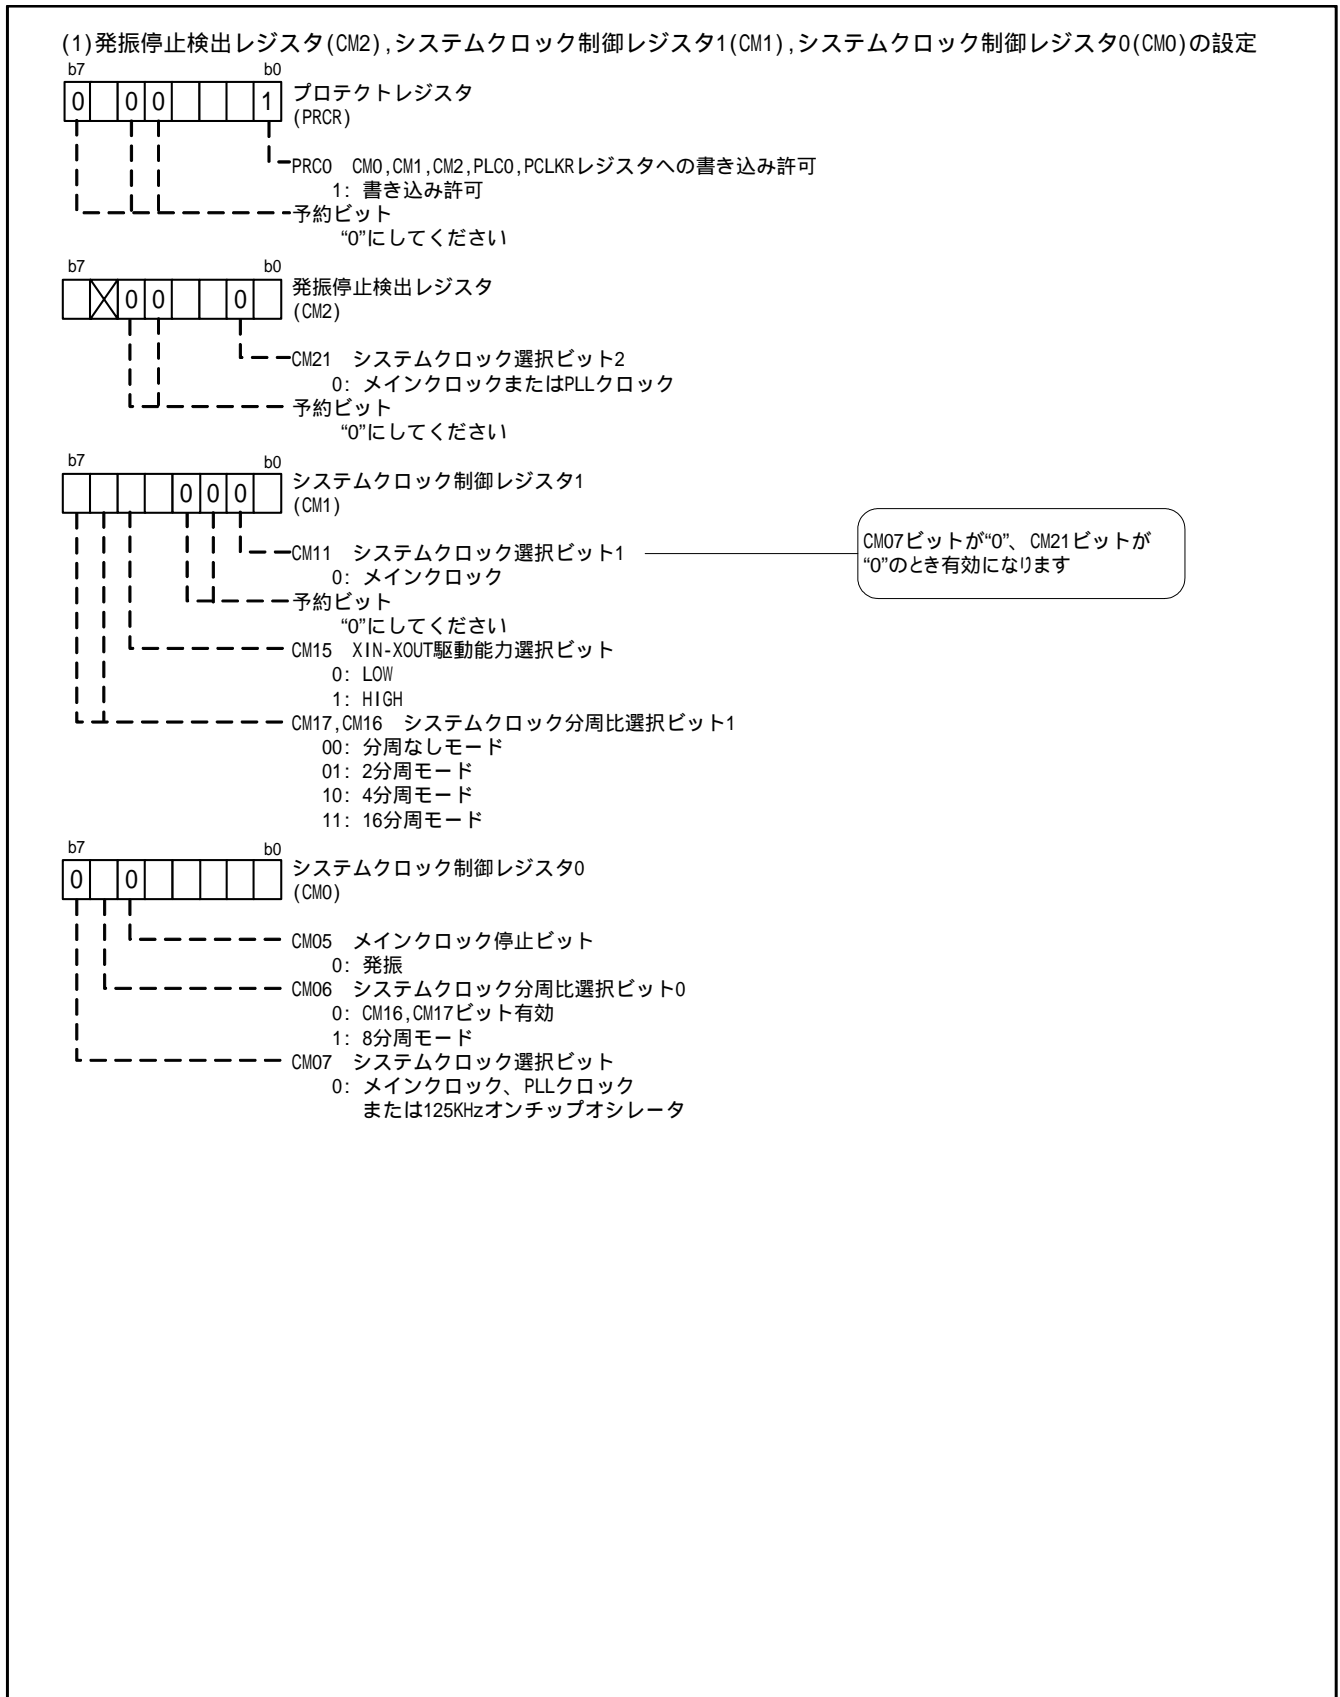 (1)発振停止検出レジスタ(CM2),システムクロック制御レジスタ1(CM1),システムクロック制御レジスタ0(CM0)の設定
b7 b0
0 0 0 1
プロテクトレジスタ
(PRCR)
PRC0 CM0,CM1,CM2,PLC0,PCLKRレジスタへの書き込み許可
1: 書き込み許可
予約ビット
“0”にしてください
b7 b0
0 0 0
発振停止検出レジスタ
(CM2)
CM21 システムクロック選択ビット2
0: メインクロックまたはPLLクロック
予約ビット
“0”にしてください
b7 b0
0 0 0
システムクロック制御レジスタ1
(CM1)
CM11 システムクロック選択ビット1
CM07ビットが“0”、CM21ビットが
“0”のとき有効になります
0: メインクロック
予約ビット
“0”にしてください
CM15 XIN-XOUT駆動能力選択ビット
0: LOW
1: HIGH
CM17,CM16 システムクロック分周比選択ビット1
00: 分周なしモード
01: 2分周モード
10: 4分周モード
11: 16分周モード
b7 b0
0 0
システムクロック制御レジスタ0
(CM0)
CM05 メインクロック停止ビット
0: 発振
CM06 システムクロック分周比選択ビット0
0: CM16,CM17ビット有効
1: 8分周モード
CM07 システムクロック選択ビット
0: メインクロック、PLLクロック
または125KHzオンチップオシレータ